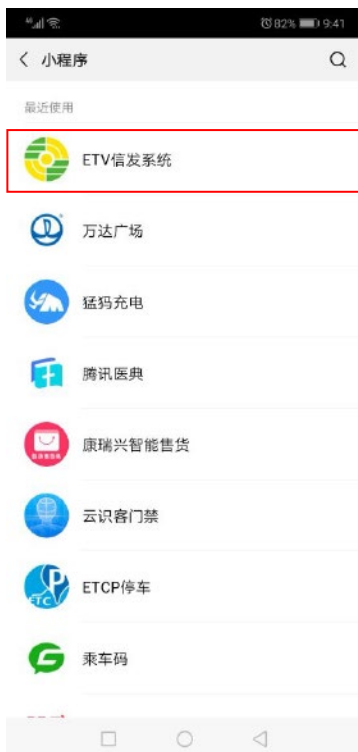 46 82% 9:41
小程序
最近使用
ETV信发系统
万达广场
猛犸充电
腾讯医典
康瑞兴智能售货
云识客门禁
ETC
ETCP停车
乘车码